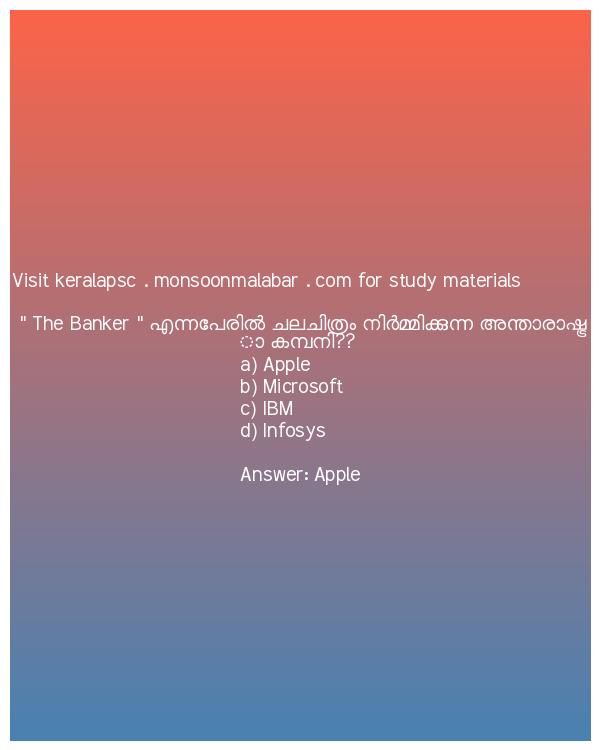 Visit keralapsc . monsoonmalabar . com for study materials
" The Banker " എന്നപേരിൽ ചലചിത്രം നിർമ്മിക്കുന്ന അന്താരാഷ്ട്ര
ാ കമ്പനി??
a) Apple
b) Microsoft
c) IBM
d) Infosys
Answer: Apple